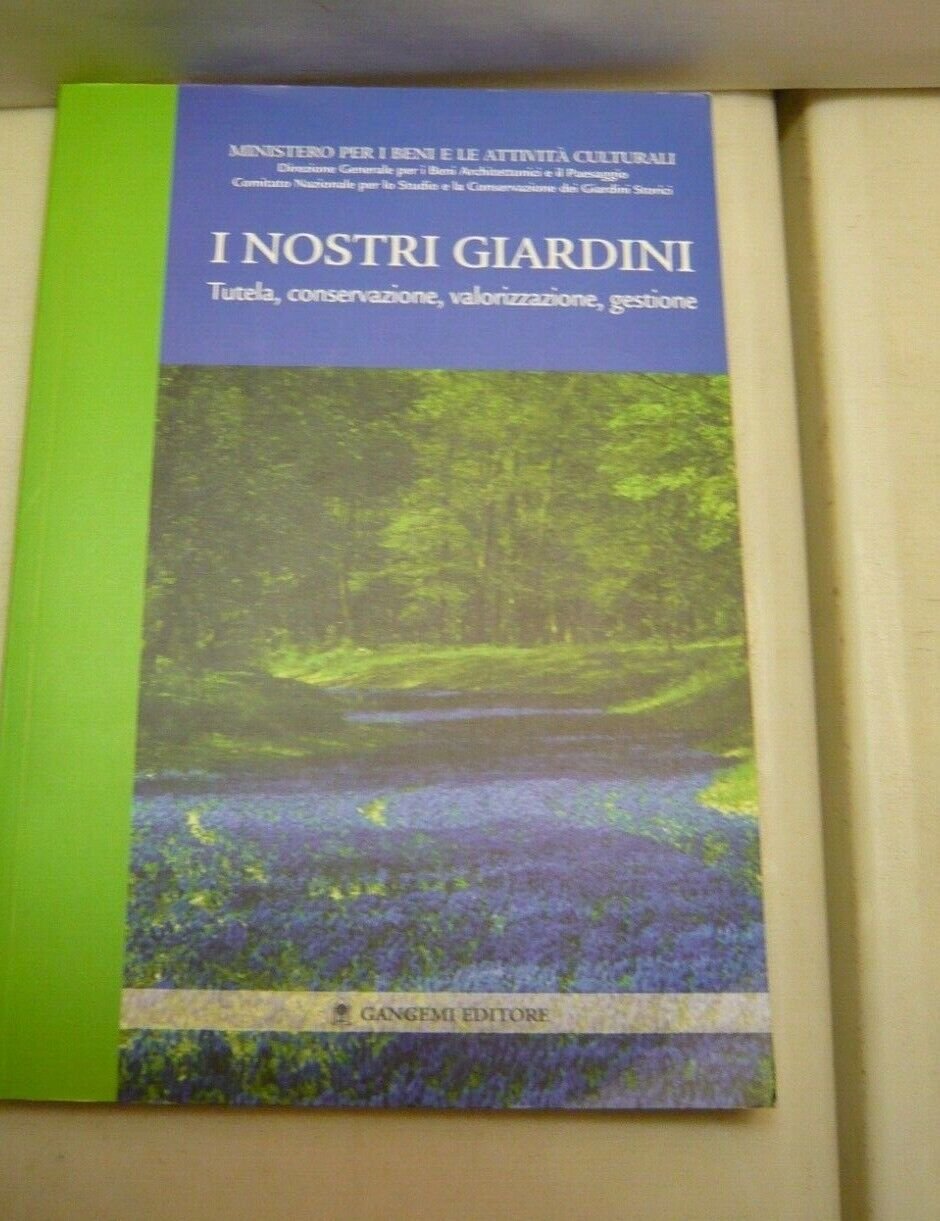 MINISTERO PER I BENI E LE ATTIVITÀ CULTURALI
Direzione Generale per i Beni Architettonici e il Paesaggio
Comitato Nazionale per lo Studio e la Conservazione dei Giardini Storici
I NOSTRI GIARDINI
Tutela, conservazione, valorizzazione, gestione
GANGEMI EDITORE